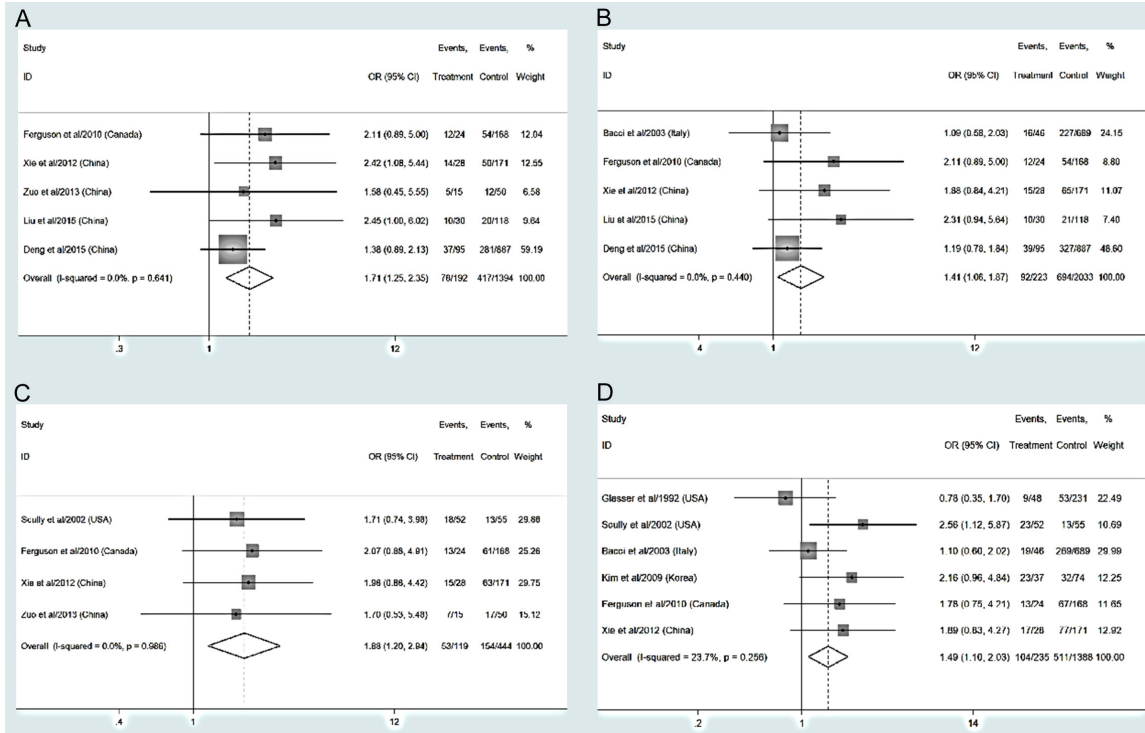 A
Study Events, Events, %
ID OR (95% CI) Treatment Control Weight
Ferguson et al/2010 (Canada) 2.11 (0.89, 5.00) 12/24 54/168 12.04
Xie et al/2012 (China) 2.42 (1.08, 5.44) 14/28 50/171 12.55
Zuo et al/2013 (China) 1.58 (0.45, 5.55) 5/15 12/50 6.58
Liu et al/2015 (China) 2.45 (1.00, 6.02) 10/30 20/118 9.64
Deng et al/2015 (China) 1.38 (0.89, 2.13) 37/95 281/887 59.19
Overall (I-squared = 0.0%, p = 0.641) 1.71 (1.25, 2.35) 78/192 417/1394 100.00
.3 1 12
B
Study Events, Events, %
ID OR (95% CI) Treatment Control Weight
Bacci et al/2003 (Italy) 1.09 (0.58, 2.03) 16/46 227/689 24.15
Ferguson et al/2010 (Canada) 2.11 (0.89, 5.00) 12/24 54/168 8.80
Xie et al/2012 (China) 1.88 (0.84, 4.21) 15/28 65/171 11.07
Liu et al/2015 (China) 2.31 (0.94, 5.64) 10/30 21/118 7.40
Deng et al/2015 (China) 1.19 (0.78, 1.84) 39/95 327/887 48.60
Overall (I-squared = 0.0%, p = 0.440) 1.41 (1.06, 1.87) 92/223 694/2033 100.00
4 1 12
C
Study Events, Events, %
ID OR (95% CI) Treatment Control Weight
Scully et al/2002 (USA) 1.71 (0.74, 3.98) 18/52 13/55 29.88
Ferguson et al/2010 (Canada) 2.07 (0.88, 4.91) 13/24 61/168 25.26
Xie et al/2012 (China) 1.96 (0.86, 4.42) 15/28 63/171 29.75
Zuo et al/2013 (China) 1.70 (0.53, 5.48) 7/15 17/50 15.12
Overall (I-squared = 0.0%, p = 0.986) 1.88 (1.20, 2.94) 53/119 154/444 100.00
.4 1 12
D
Study Events, Events, %
ID OR (95% CI) Treatment Control Weight
Glasser et al/1992 (USA) 0.78 (0.35, 1.70) 9/48 53/231 22.49
Scully et al/2002 (USA) 2.56 (1.12, 5.87) 23/52 13/55 10.69
Bacci et al/2003 (Italy) 1.10 (0.60, 2.02) 19/46 269/689 29.99
Kim et al/2009 (Korea) 2.16 (0.96, 4.84) 23/37 32/74 12.25
Ferguson et al/2010 (Canada) 1.78 (0.75, 4.21) 13/24 67/168 11.65
Xie et al/2012 (China) 1.89 (0.83, 4.27) 17/28 77/171 12.92
Overall (I-squared = 23.7%, p = 0.256) 1.49 (1.10, 2.03) 104/235 511/1388 100.00
.2 1 14